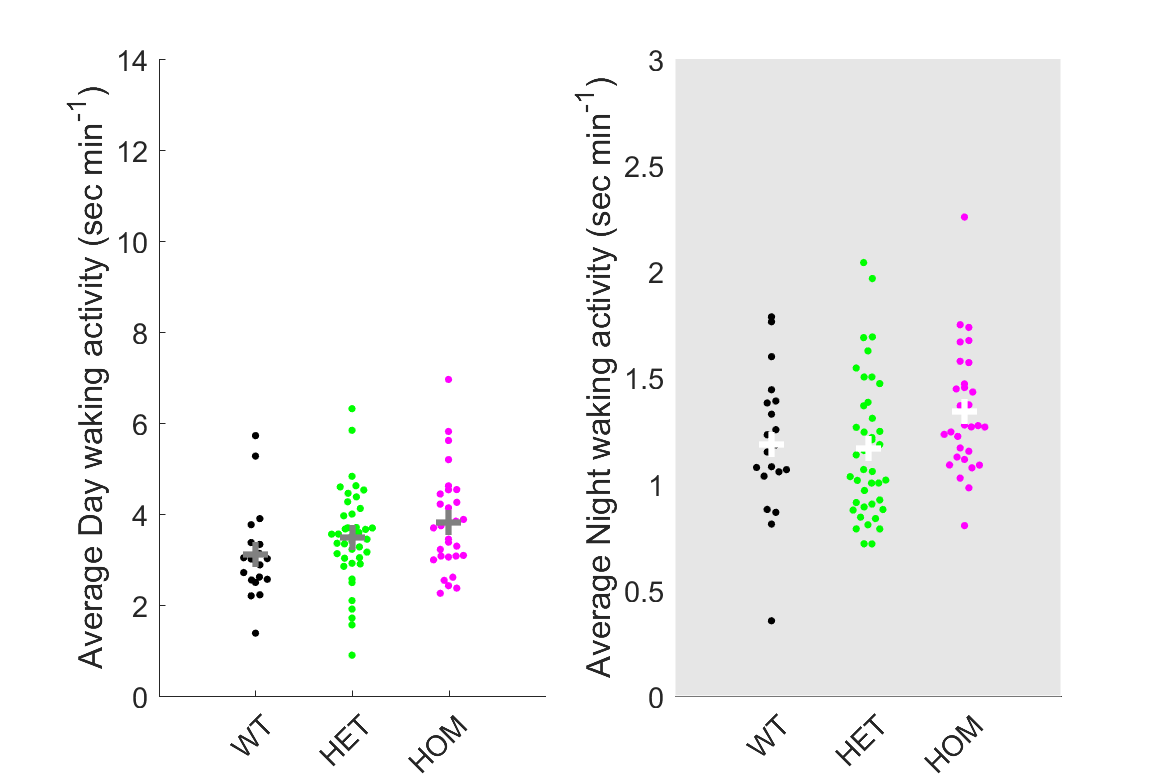 Average Day waking activity (sec min⁻¹)
14
12
10
8
6
4
2
0
WT
HET
HOM
Average Night waking activity (sec min⁻¹)
3
2.5
2
1.5
1
0.5
0
WT
HET
HOM